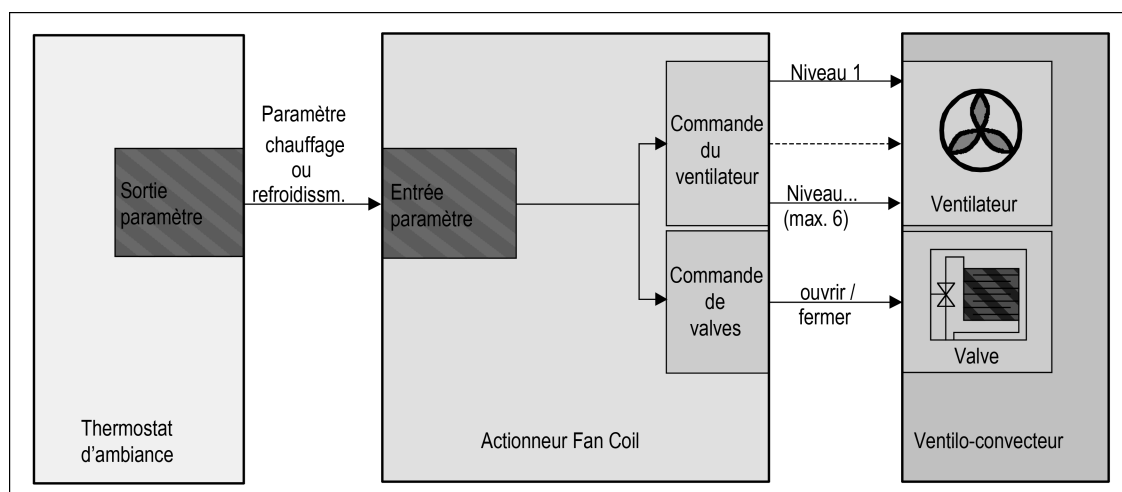 Sortie
paramètre
Thermostat
d'ambiance
Paramètre
chauffage
ou
refroidissm.
Entrée
paramètre
Commande
du
ventilateur
Commande
de
valves
Actionneur Fan Coil
Niveau 1
Niveau...
(max. 6)
ouvrir /
fermer
Ventilateur
Valve
Ventilo-convecteur